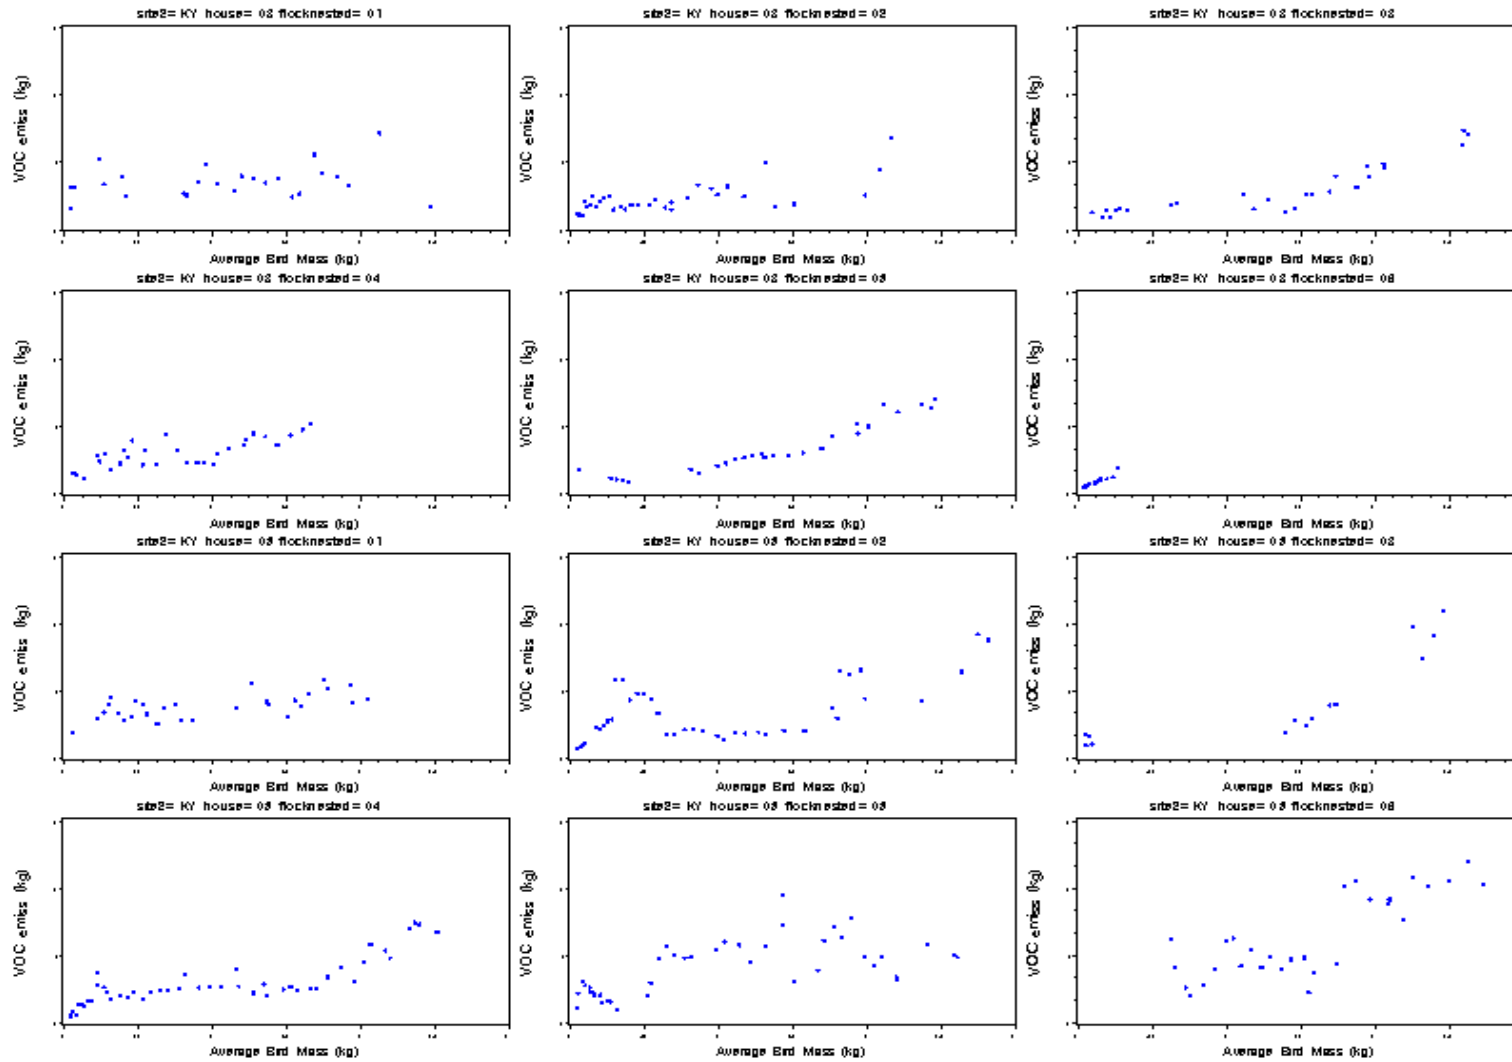 site2= KY house= 03 flocknested= 01
site2= KY house= 03 flocknested= 02
site2= KY house= 03 flocknested= 03
VOC emiss (kg)
VOC emiss (kg)
VOC emiss (kg)
Average Bird Mass (kg)
Average Bird Mass (kg)
Average Bird Mass (kg)
site2= KY house= 03 flocknested= 04
site2= KY house= 03 flocknested= 05
site2= KY house= 03 flocknested= 06
VOC emiss (kg)
VOC emiss (kg)
VOC emiss (kg)
Average Bird Mass (kg)
Average Bird Mass (kg)
Average Bird Mass (kg)
site2= KY house= 05 flocknested= 01
site2= KY house= 05 flocknested= 02
site2= KY house= 05 flocknested= 03
VOC emiss (kg)
VOC emiss (kg)
VOC emiss (kg)
Average Bird Mass (kg)
Average Bird Mass (kg)
Average Bird Mass (kg)
site2= KY house= 05 flocknested= 04
site2= KY house= 05 flocknested= 05
site2= KY house= 05 flocknested= 06
VOC emiss (kg)
VOC emiss (kg)
VOC emiss (kg)
Average Bird Mass (kg)
Average Bird Mass (kg)
Average Bird Mass (kg)